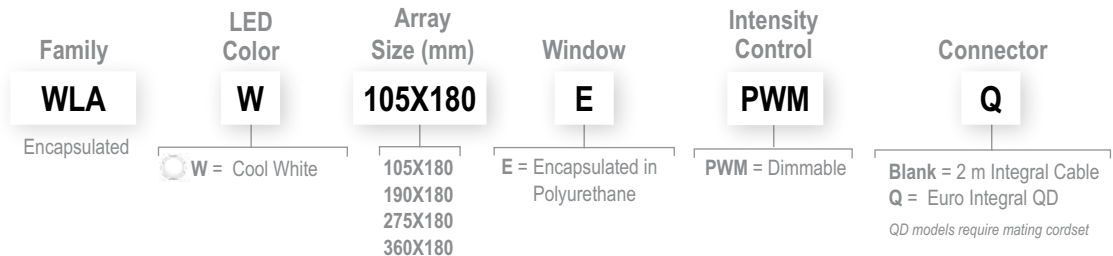 Family
WLA
Encapsulated
LED
Color
W
W = Cool White
Array
Size (mm)
105X180
105X180
190X180
275X180
360X180
Window
E
E = Encapsulated in
Polyurethane
Intensity
Control
PWM
PWM = Dimmable
Connector
Q
Blank = 2 m Integral Cable
Q = Euro Integral QD
QD models require mating cordset